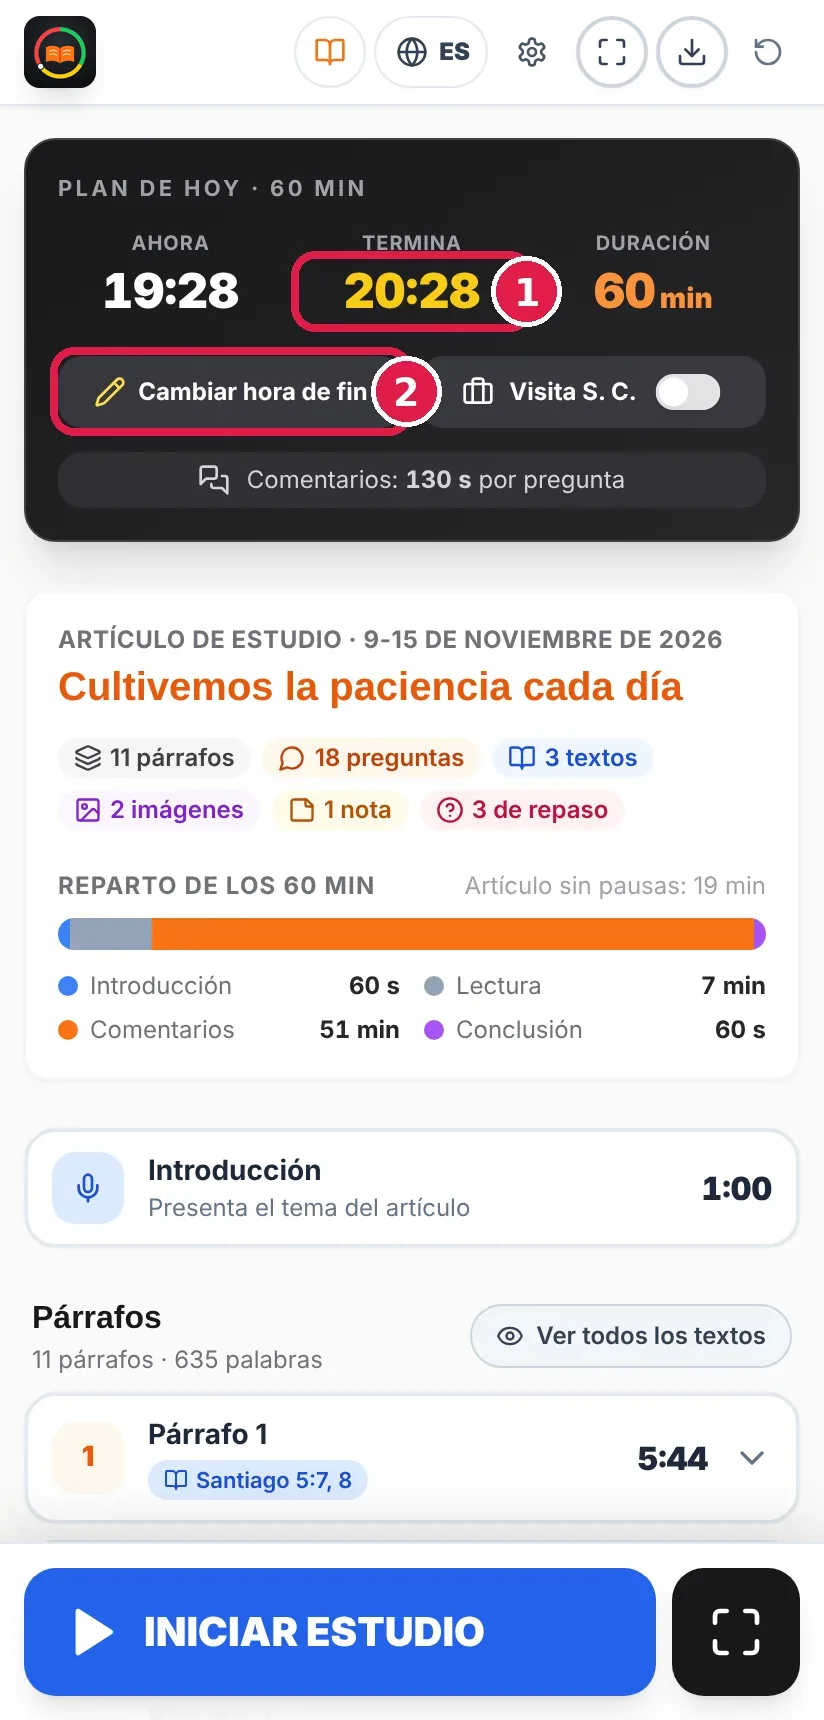 ES
PLAN DE HOY · 60 MIN
AHORA TERMINA DURACIÓN
19:28 20:28 1 60 min
Cambiar hora de fin 2 Visita S. C.
Comentarios: 130 s por pregunta
ARTÍCULO DE ESTUDIO · 9-15 DE NOVIEMBRE DE 2026
Cultivemos la paciencia cada día
11 párrafos 18 preguntas 3 textos
2 imágenes 1 nota 3 de repaso
REPARTO DE LOS 60 MIN Artículo sin pausas: 19 min
Introducción 60 s Lectura 7 min
Comentarios 51 min Conclusión 60 s
Introducción
Presenta el tema del artículo
1:00
Párrafos
11 párrafos · 635 palabras
Ver todos los textos
1 Párrafo 1
Santiago 5:7, 8
5:44
INICIAR ESTUDIO